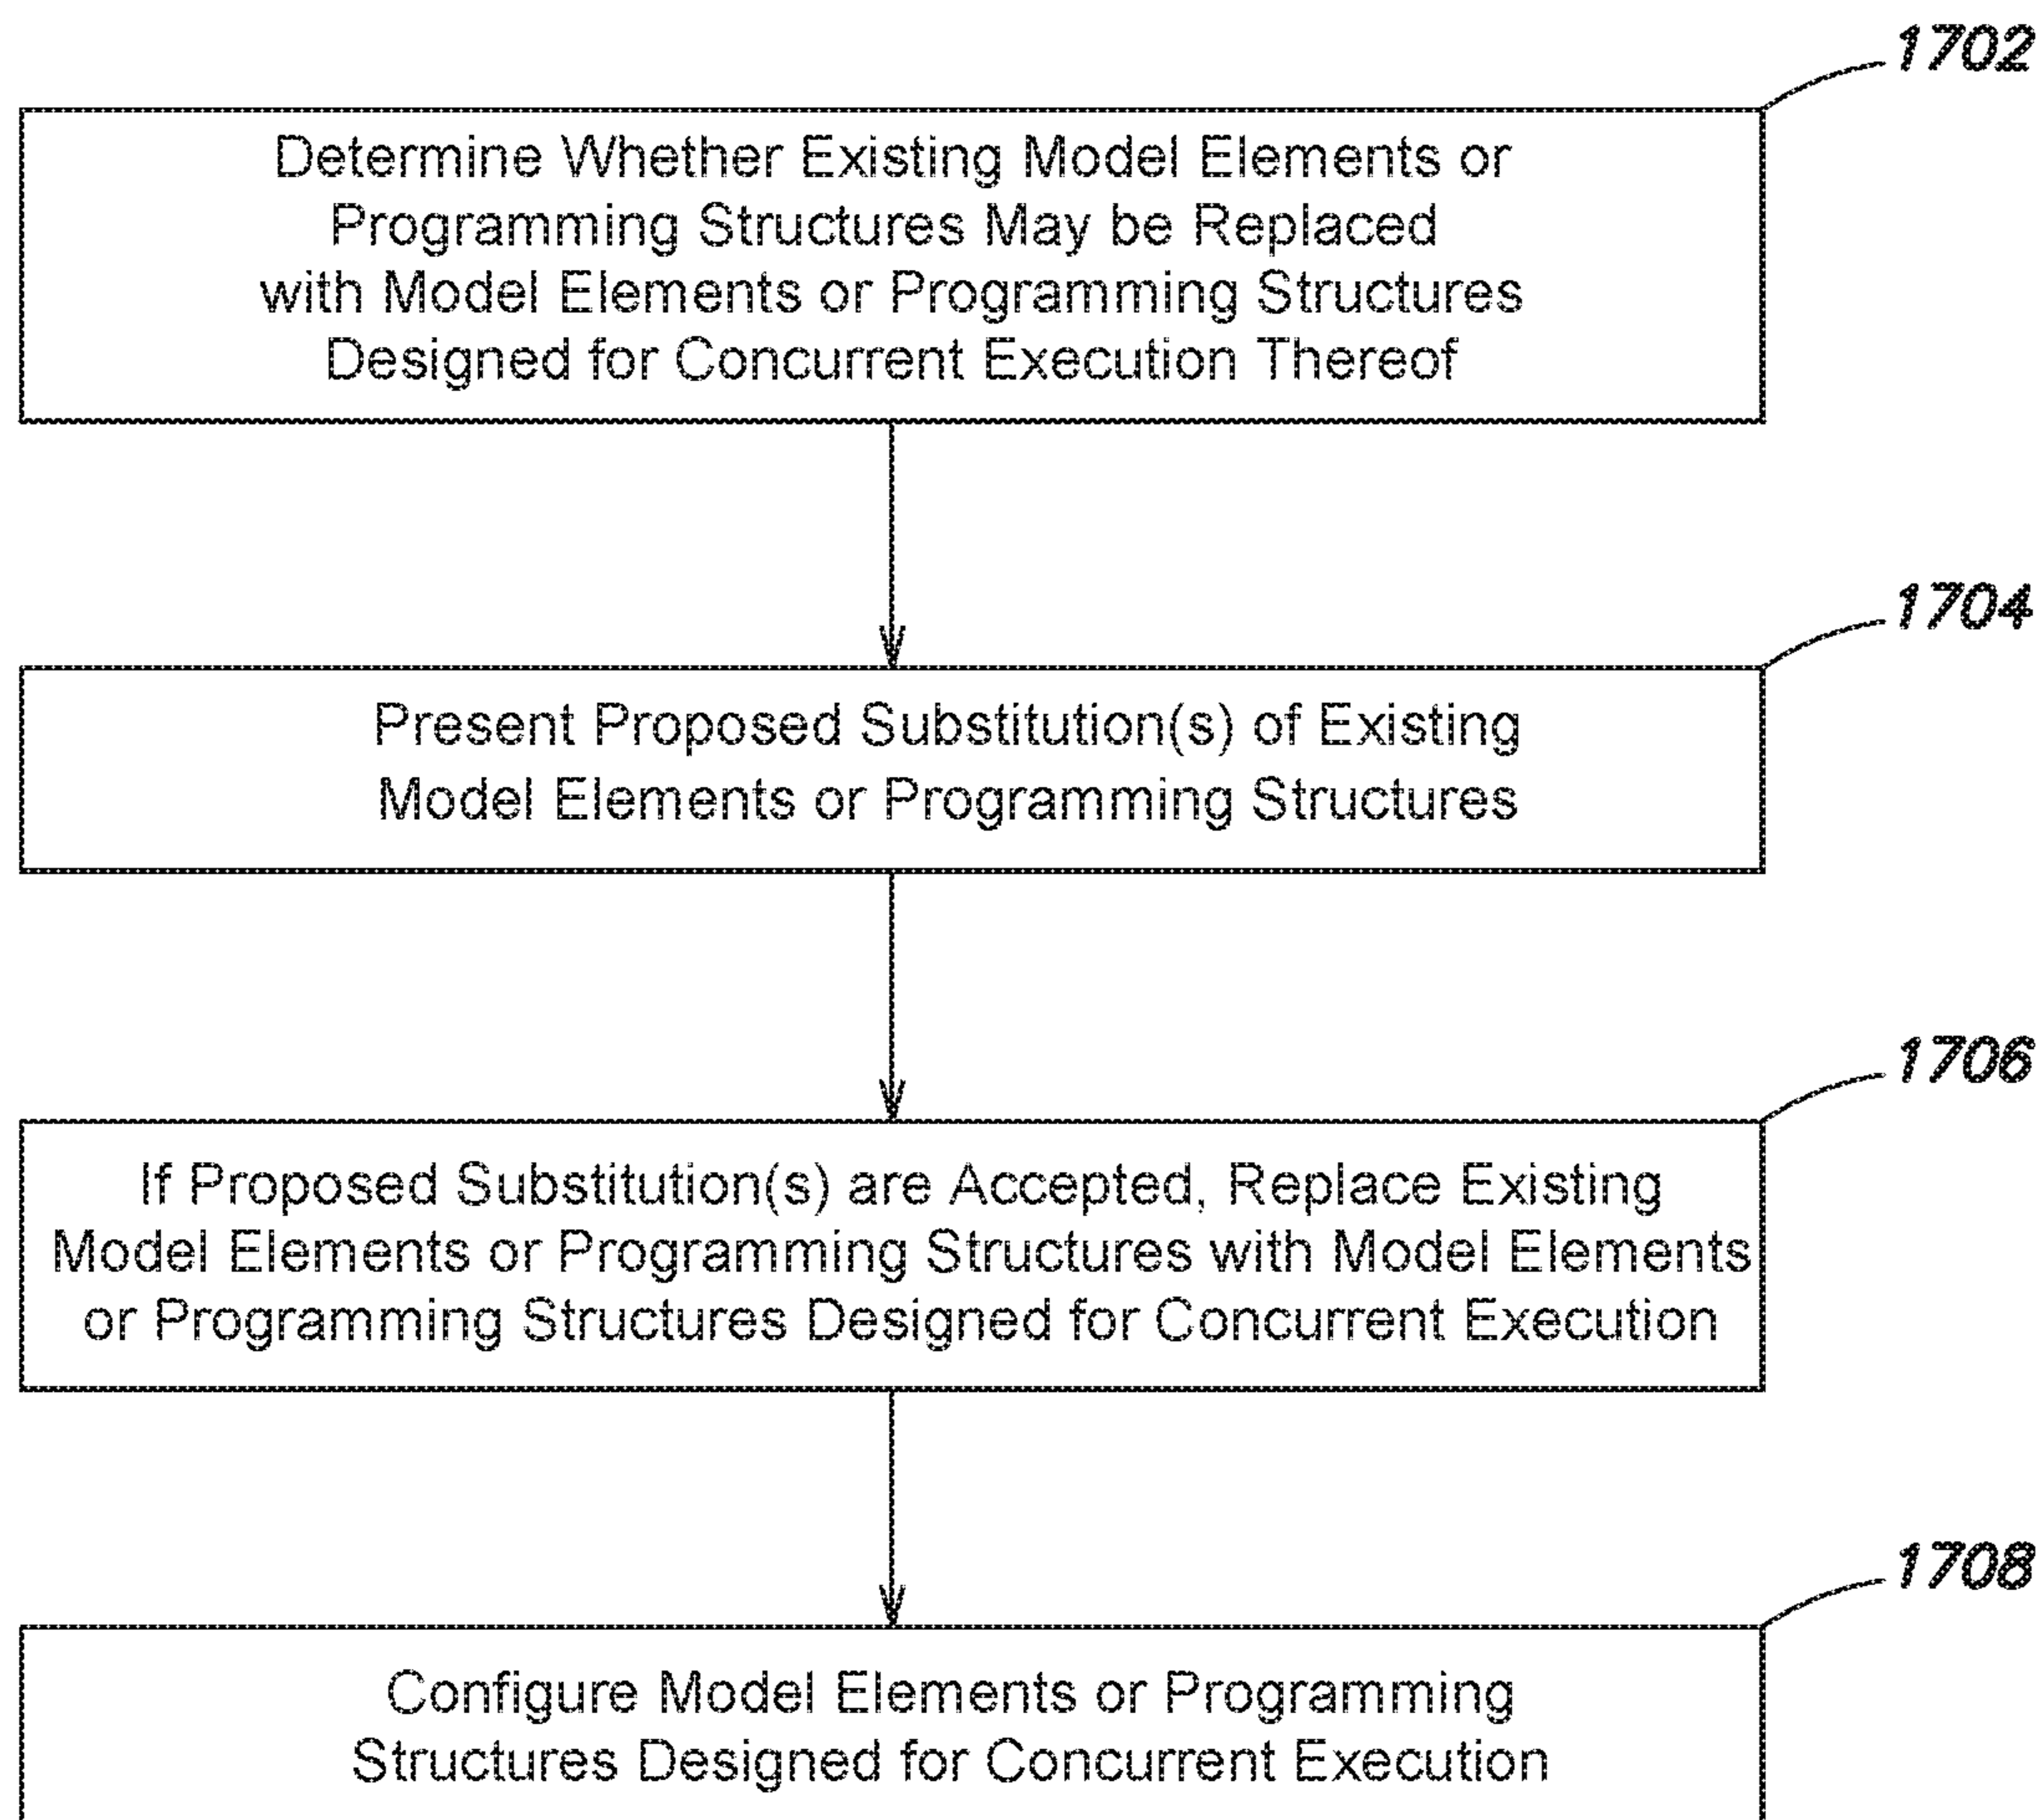 1702
Determine Whether Existing Model Elements or
Programming Structures May be Replaced
with Model Elements or Programming Structures
Designed for Concurrent Execution Thereof
1704
Present Proposed Substitution(s) of Existing
Model Elements or Programming Structures
1706
If Proposed Substitution(s) are Accepted, Replace Existing
Model Elements or Programming Structures with Model Elements
or Programming Structures Designed for Concurrent Execution
1708
Configure Model Elements or Programming
Structures Designed for Concurrent Execution